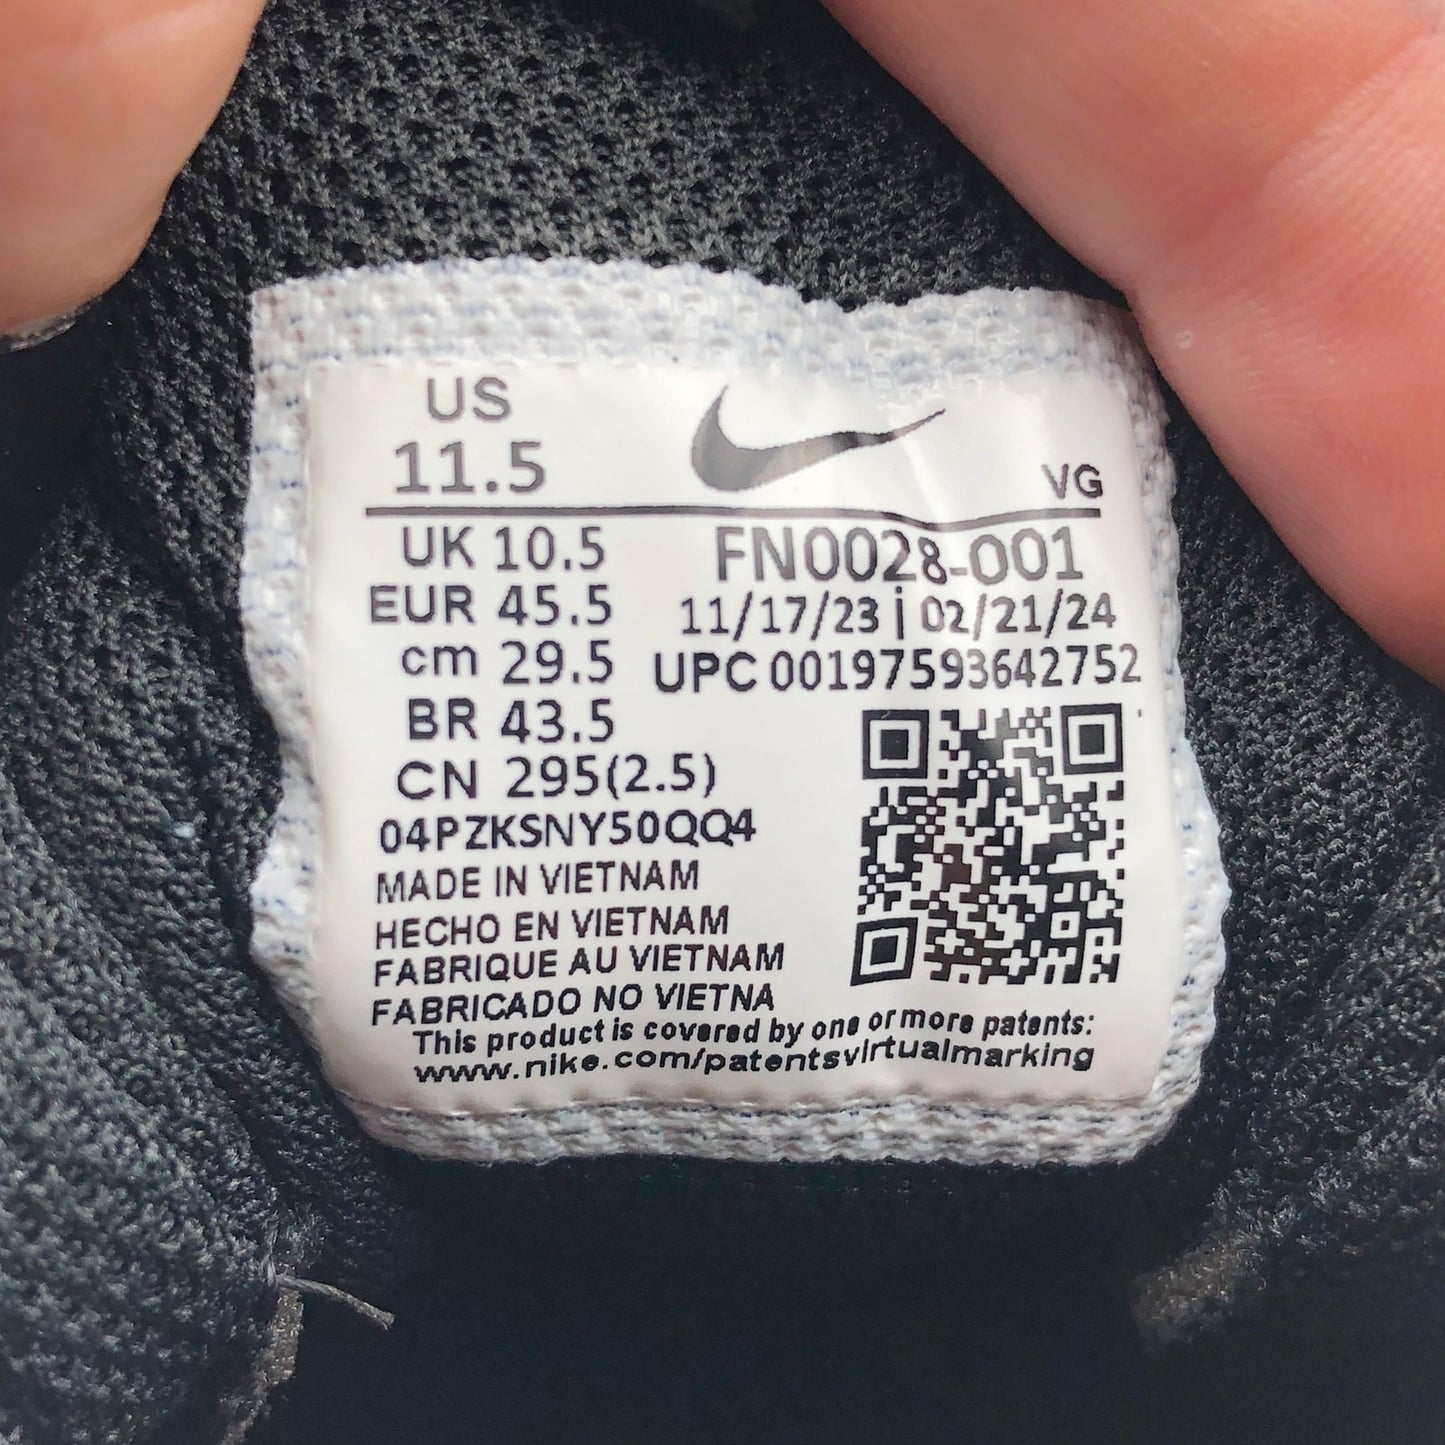 US
11.5
VG
UK 10.5
EUR 45.5
cm 29.5
BR 43.5
CN 295(2.5)
FN0028-001
11/17/23 | 02/21/24
UPC 00197593642752
04PZKSNY50QQ4
MADE IN VIETNAM
HECHO EN VIETNAM
FABRIQUE AU VIETNAM
FABRICADO NO VIETNA
This product is covered by one or more patents:
www.nike.com/patentsvirtualmarking